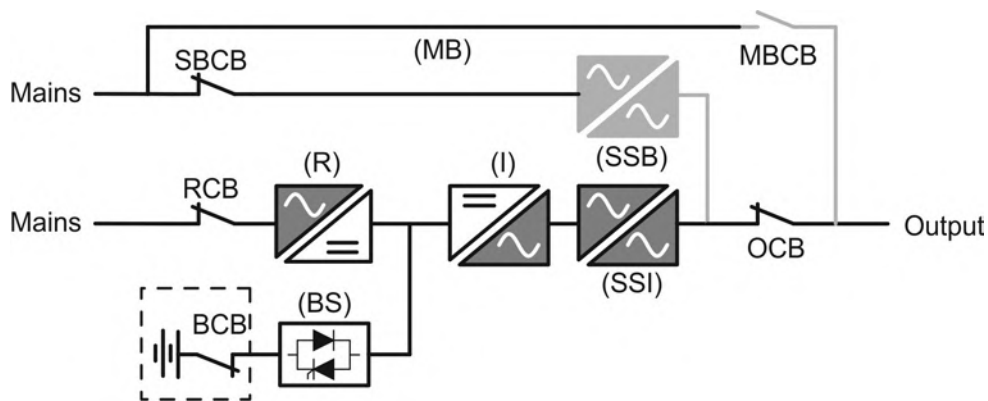 (MB)
MBCB
SBCB
Mains
(SSB)
(R)
(I)
RCB
Mains
Output
OCB
(SSI)
(BS)
BCB